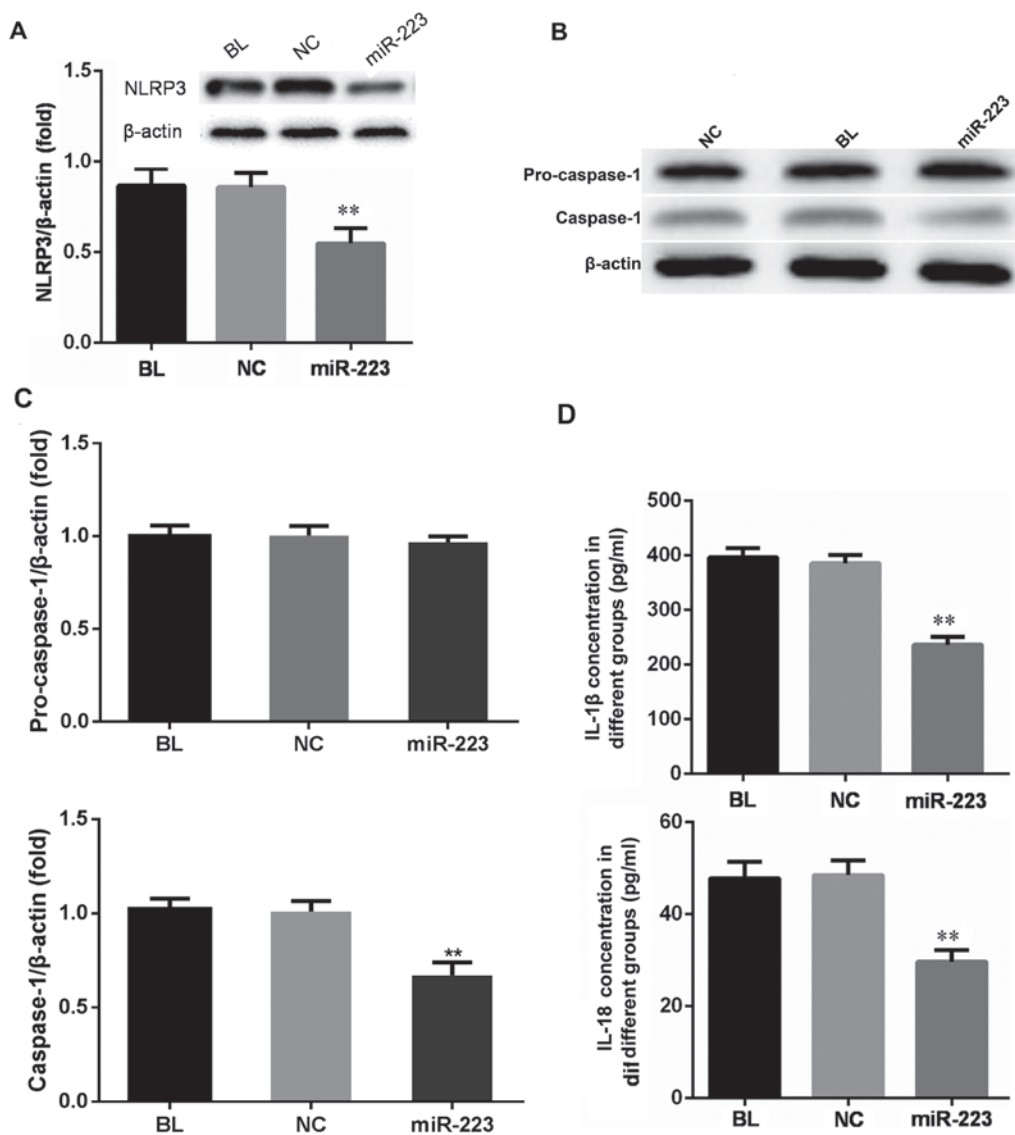 A
BL NC miR-223
NLRP3
β-actin
NLRP3/β-actin (fold)
1.5
1.0
0.5
0.0
**
BL NC miR-223
B
NC BL miR-223
Pro-caspase-1
Caspase-1
β-actin
C
Pro-caspase-1/β-actin (fold)
1.5
1.0
0.5
0.0
BL NC miR-223
Caspase-1/β-actin (fold)
1.5
1.0
0.5
0.0
**
BL NC miR-223
D
IL-1β concentration in
different groups (pg/ml)
500
400
300
200
100
0
**
BL NC miR-223
IL-18 concentration in
dif different groups (pg/ml)
60
40
20
0
**
BL NC miR-223